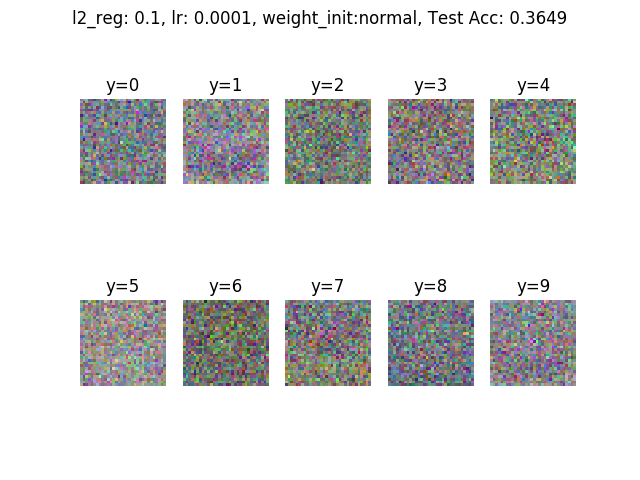 l2_reg: 0.1, lr: 0.0001, weight_init:normal, Test Acc: 0.3649
y=0 y=1 y=2 y=3 y=4
y=5 y=6 y=7 y=8 y=9